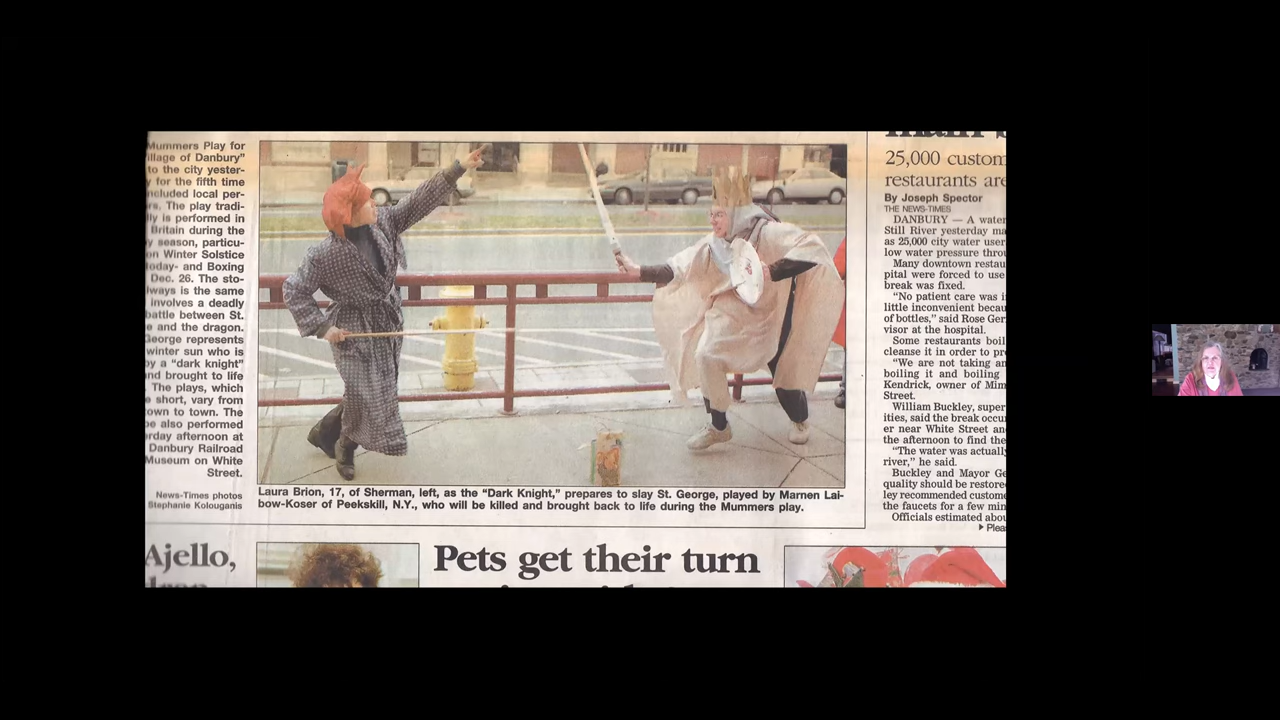 Mummers Play for
illage of Danbury"
to the city yester-
y for the fifth time
ncluded local per-
rs. The play tradi-
lly is performed in
Britain during the
y season, particu-
on Winter Solstice
oday- and Boxing
Dec. 26. The sto-
lways is the same
involves a deadly
battle between St.
e and the dragon.
George represents
winter sun who is
by a "dark knight"
nd brought to life
The plays, which
e short, vary from
own to town. The
be also performed
rday afternoon at
Danbury Railroad
Museum on White
Street.
News-Times photos
Stephanie Kolouganis
Laura Brion, 17, of Sherman, left, as the "Dark Knight," prepares to slay St. George, played by Marnen Lai-
bow-Koser of Peekskill, N.Y., who will be killed and brought back to life during the Mummers play.
25,000 custom
restaurants are
By Joseph Spector
THE NEWS-TIMES
DANBURY — A water
Still River yesterday ma
as 25,000 city water user
low water pressure throu
Many downtown restau
pital were forced to use
break was fixed.
"No patient care was i
little inconvenient becau
of bottles," said Rose Ger
visor at the hospital.
Some restaurants boil
cleanse it in order to pr
"We are not taking an
boiling it and boiling
Kendrick, owner of Mim
Street.
William Buckley, super
ities, said the break occu
er near White Street an
the afternoon to find the
"The water was actually
river," he said.
Buckley and Mayor Ge
quality should be restore
ley recommended custome
the faucets for a few min
Officials estimated abou
Plea
Ajello,
Pets get their turn